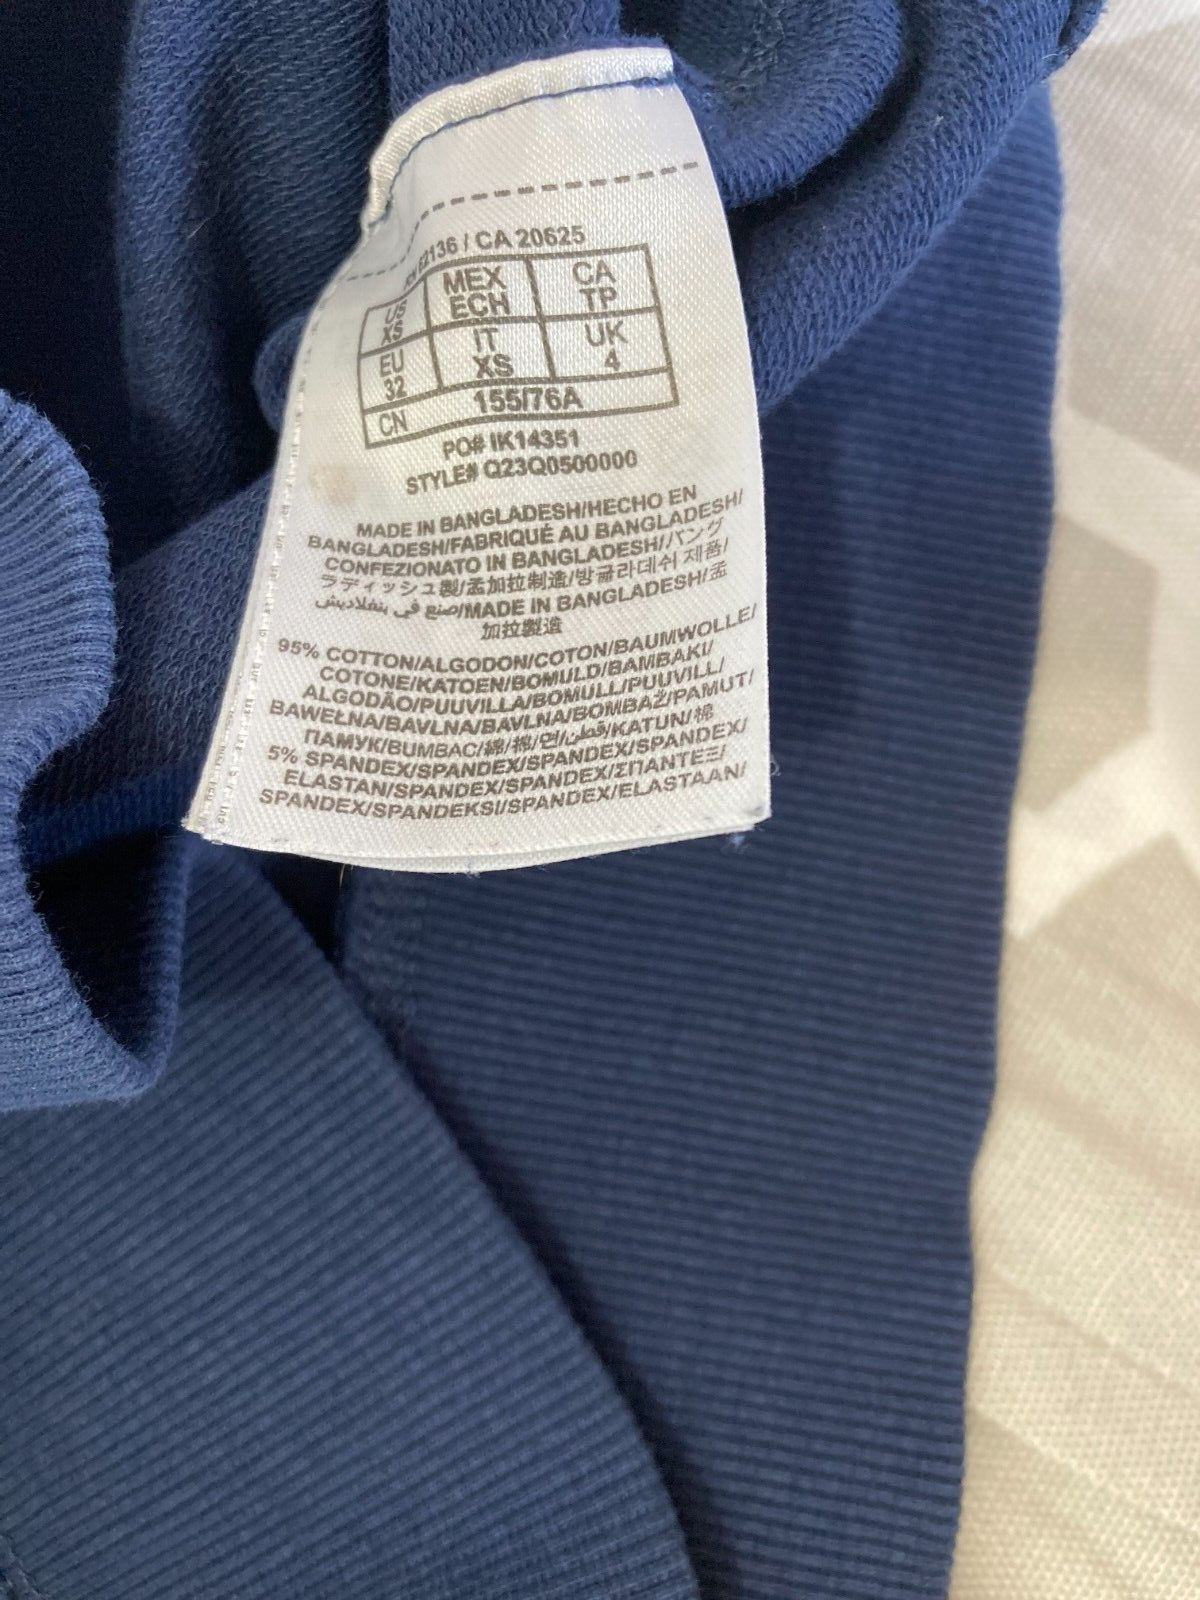 62136 / CA 20625
US XS MEX ECH CA TP
EU 32 IT XS UK 4
CN 155/76A
PO# IK14351
STYLE# Q23Q0500000
MADE IN BANGLADESH/HECHO EN
BANGLADESH/FABRIQUÉ AU BANGLADESH/
CONFEZIONATO IN BANGLADESH/バング
ラディッシュ製/孟加拉制造/방글라데쉬 제품/
صنع في بنغلاديش/MADE IN BANGLADESH/孟
加拉製造
95% COTTON/ALGODON/COTON/BAUMWOLLE/
COTONE/KATOEN/BOMULD/BAMBAKI/
ALGODÃO/PUUVILLA/BOMULL/PUUVILL/
BAWEŁNA/BAVLNA/BAVLNA/BOMBAŽ/PAMUT/
ПАМУК/BUMBAC/綿/棉/면/قطن/KATUN/棉
5% SPANDEX/SPANDEX/SPANDEX/SPANDEX/
ELASTAN/SPANDEX/SPANDEX/ΣΠΑΝΤΕΞ/
SPANDEX/SPANDEKSI/SPANDEX/ELASTAAN/